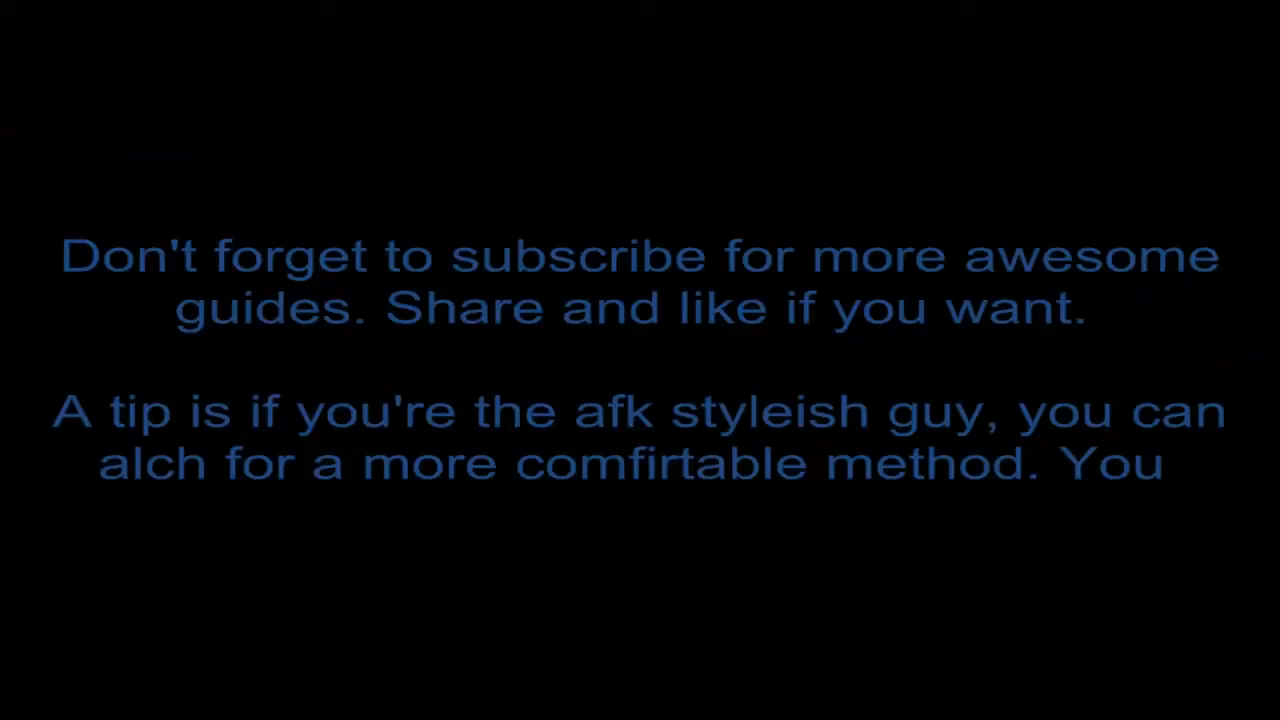 Don't forget to subscribe for more awesome
guides. Share and like if you want.
A tip is if you're the afk styleish guy, you can
alch for a more comfirtable method. You